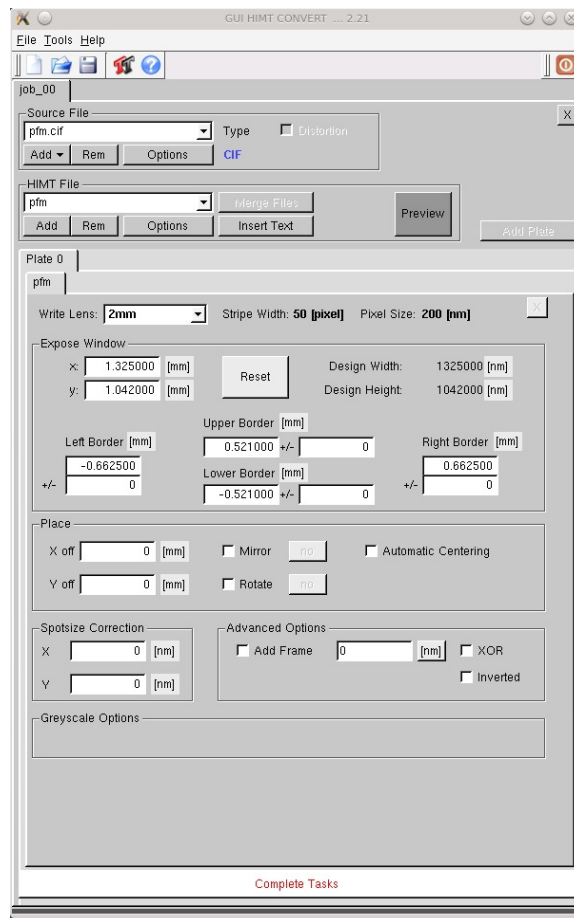 GUI HIMT CONVERT ... 2.21
File Tools Help
job_00
Source File
X
pfm.cif Type Distortion
Add Rem Options CIF
HIMT File
pfm Merge Files
Preview
Add Rem Options Insert Text
Add Plate
Plate 0
pfm
X
Write Lens: 2mm Stripe Width: 50 [pixel] Pixel Size: 200 [nm]
Expose Window
x: 1.325000 [mm] Reset Design Width: 1325000 [nm]
y: 1.042000 [mm] Design Height: 1042000 [nm]
Upper Border [mm]
Left Border [mm] 0.521000 +/- 0 Right Border [mm]
-0.662500 Lower Border [mm] 0.662500
+/- 0 -0.521000 +/- 0 +/- 0
Place
X off 0 [mm] Mirror no Automatic Centering
Y off 0 [mm] Rotate no
Spotsize Correction Advanced Options
X 0 [nm] Add Frame 0 [nm] XOR
Y 0 [nm] Inverted
Greyscale Options
Complete Tasks